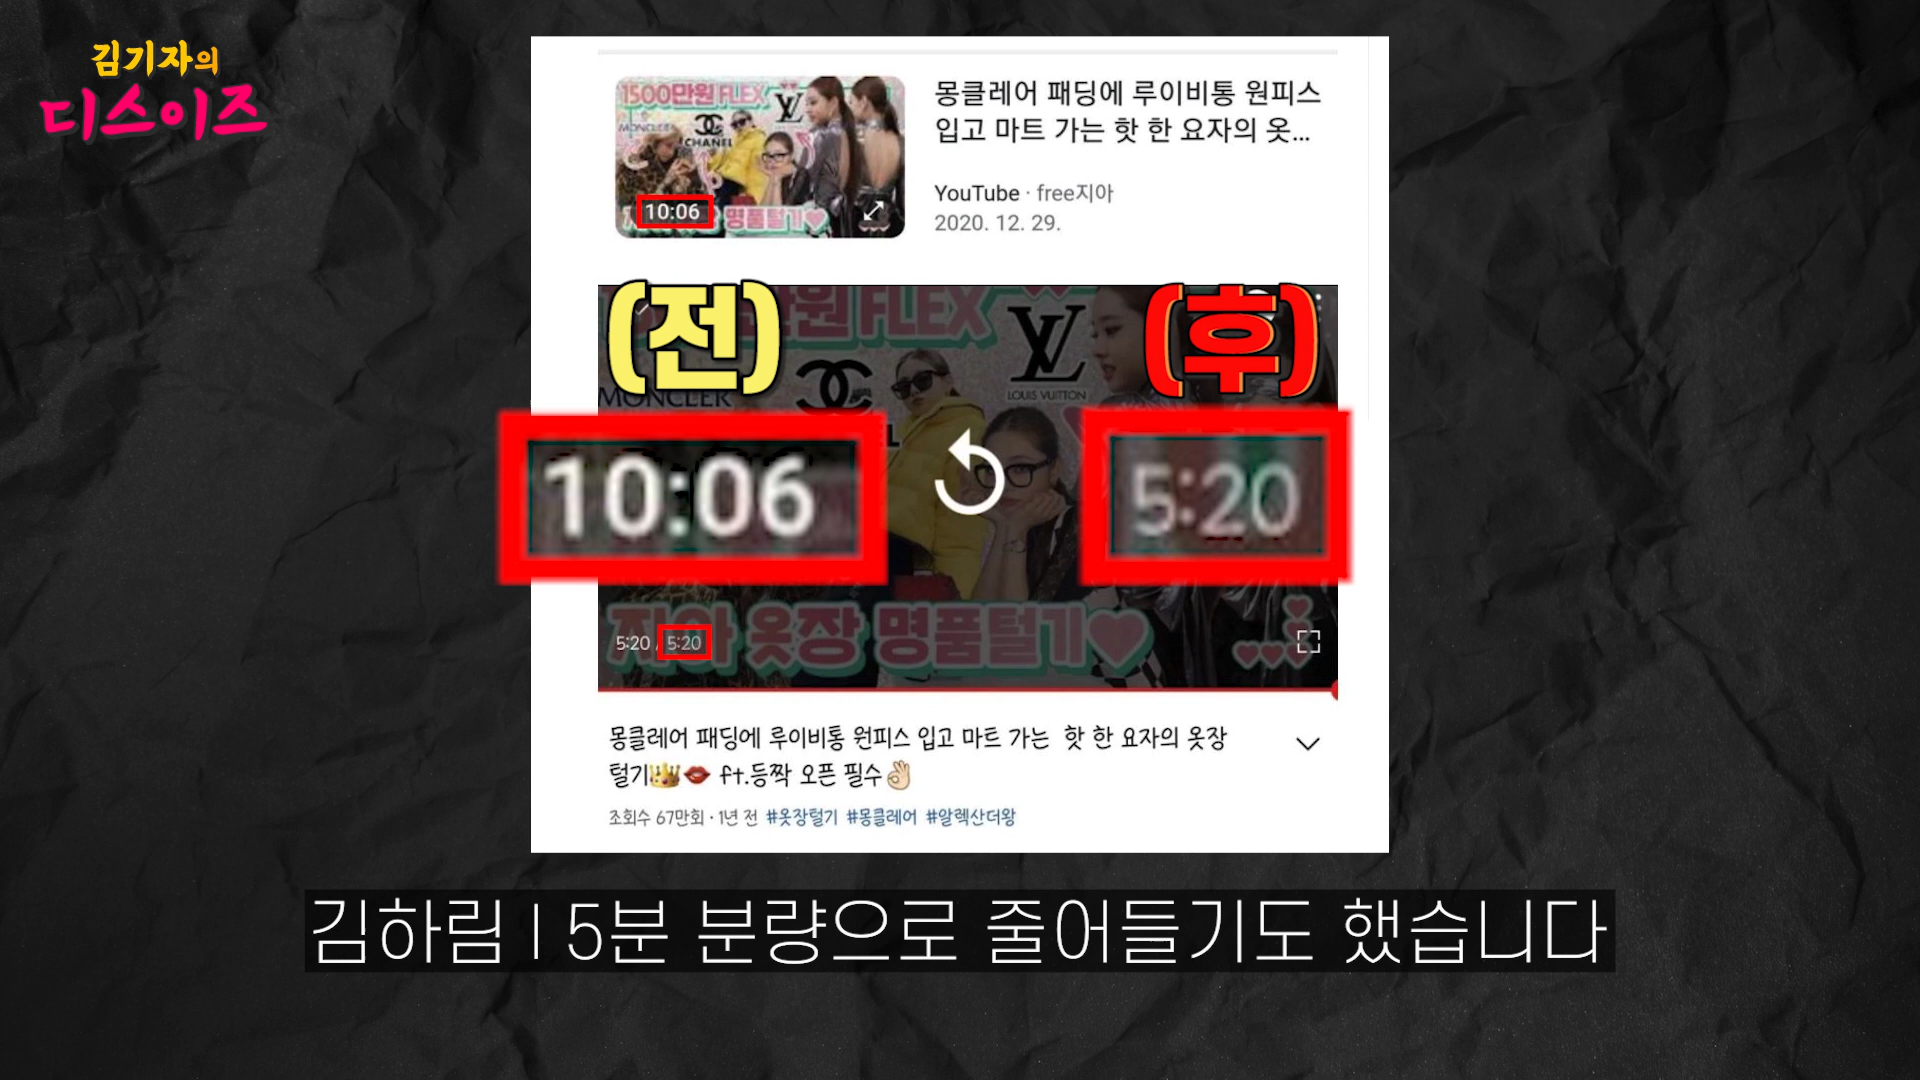 김기자의
디스이즈
1500만원 FLEX
MONCLER
CHANEL
10:06
명품털기
몽클레어 패딩에 루이비통 원피스
입고 마트 가는 핫 한 요자의 옷...
YouTube · free지아
2020. 12. 29.
(전)
(후)
만원 FLEX
MONCLER
LOUIS VUITTON
10:06
5:20
지아 옷장 명품털기
5:20 / 5:20
몽클레어 패딩에 루이비통 원피스 입고 마트 가는 핫 한 요자의 옷장
털기👑💋 ft.등짝 오픈 필수👌🏻
조회수 67만회 · 1년 전 #옷장털기 #몽클레어 #알렉산더왕
김하림 | 5분 분량으로 줄어들기도 했습니다